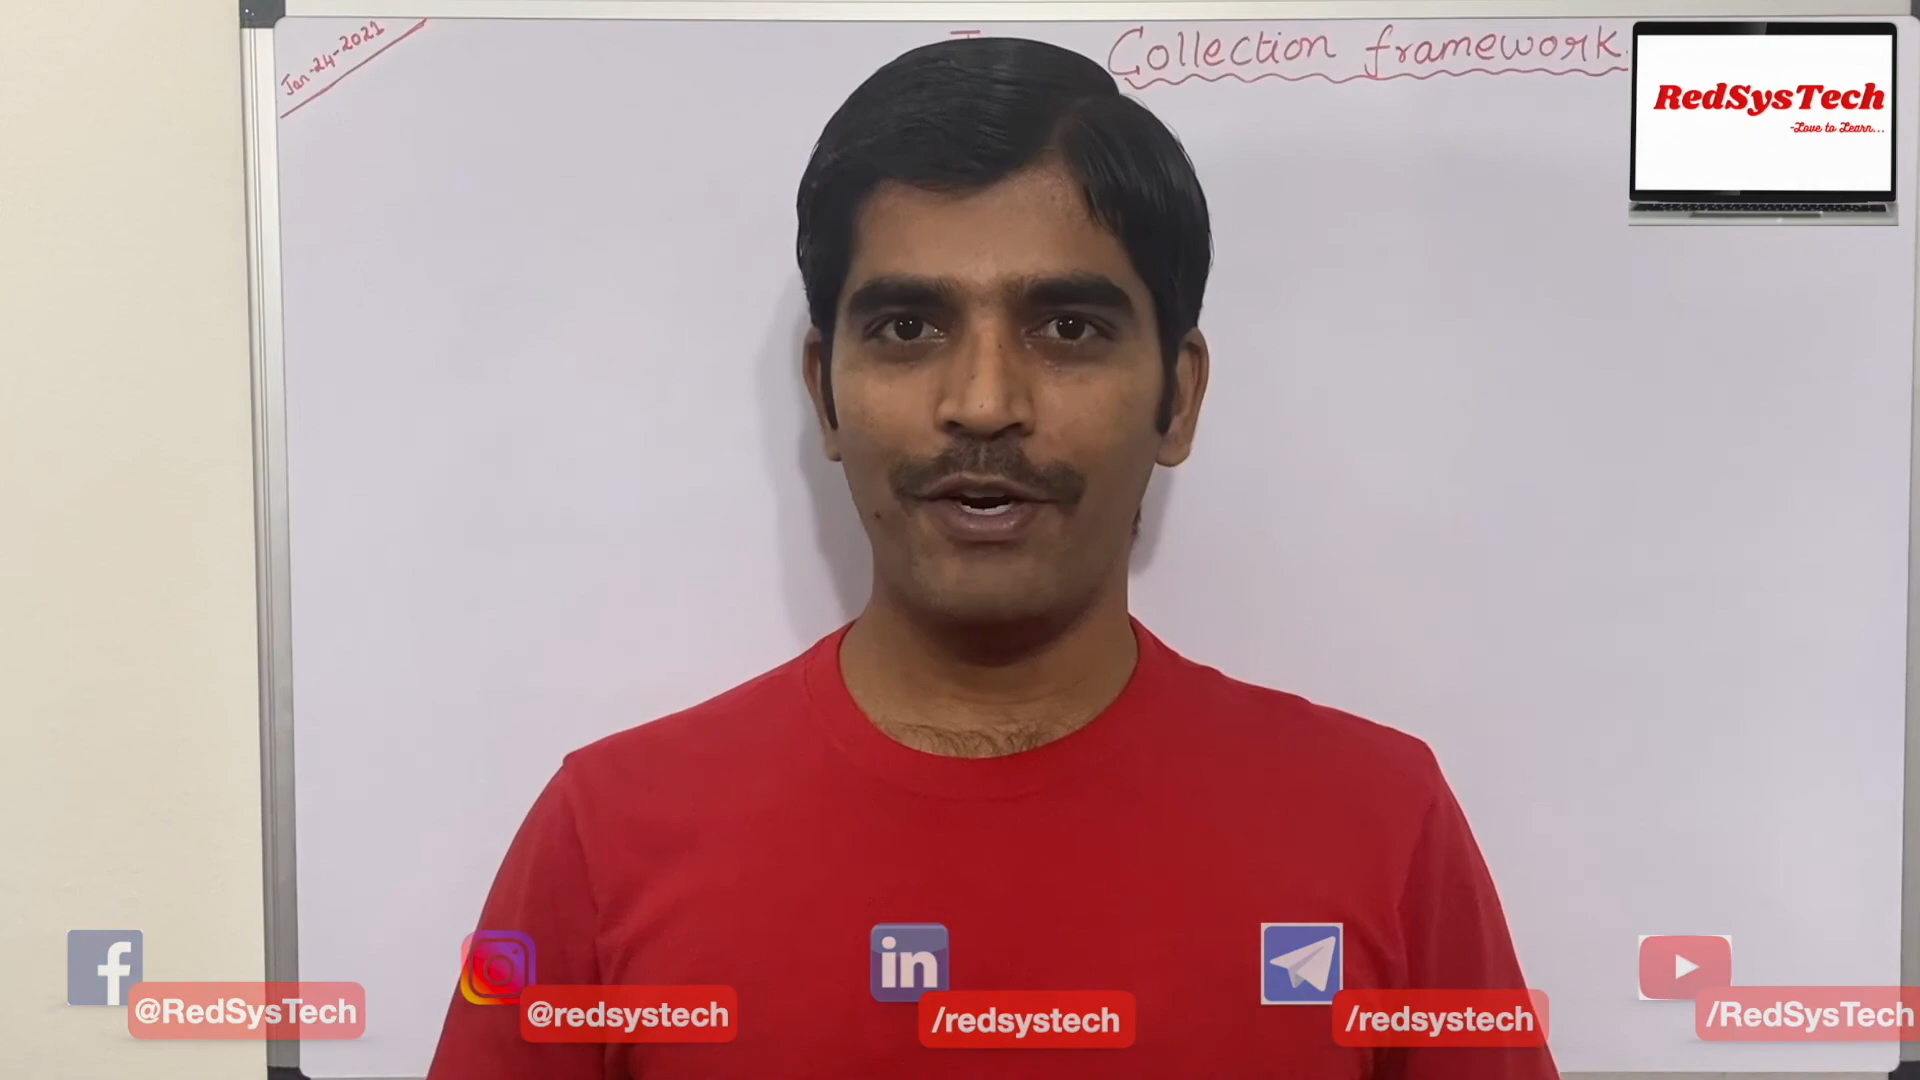 Jan-24-2021
Collection framework.
RedSysTech
-Love to Learn...
@RedSysTech
@redsystech
/redsystech
/redsystech
/RedSysTech